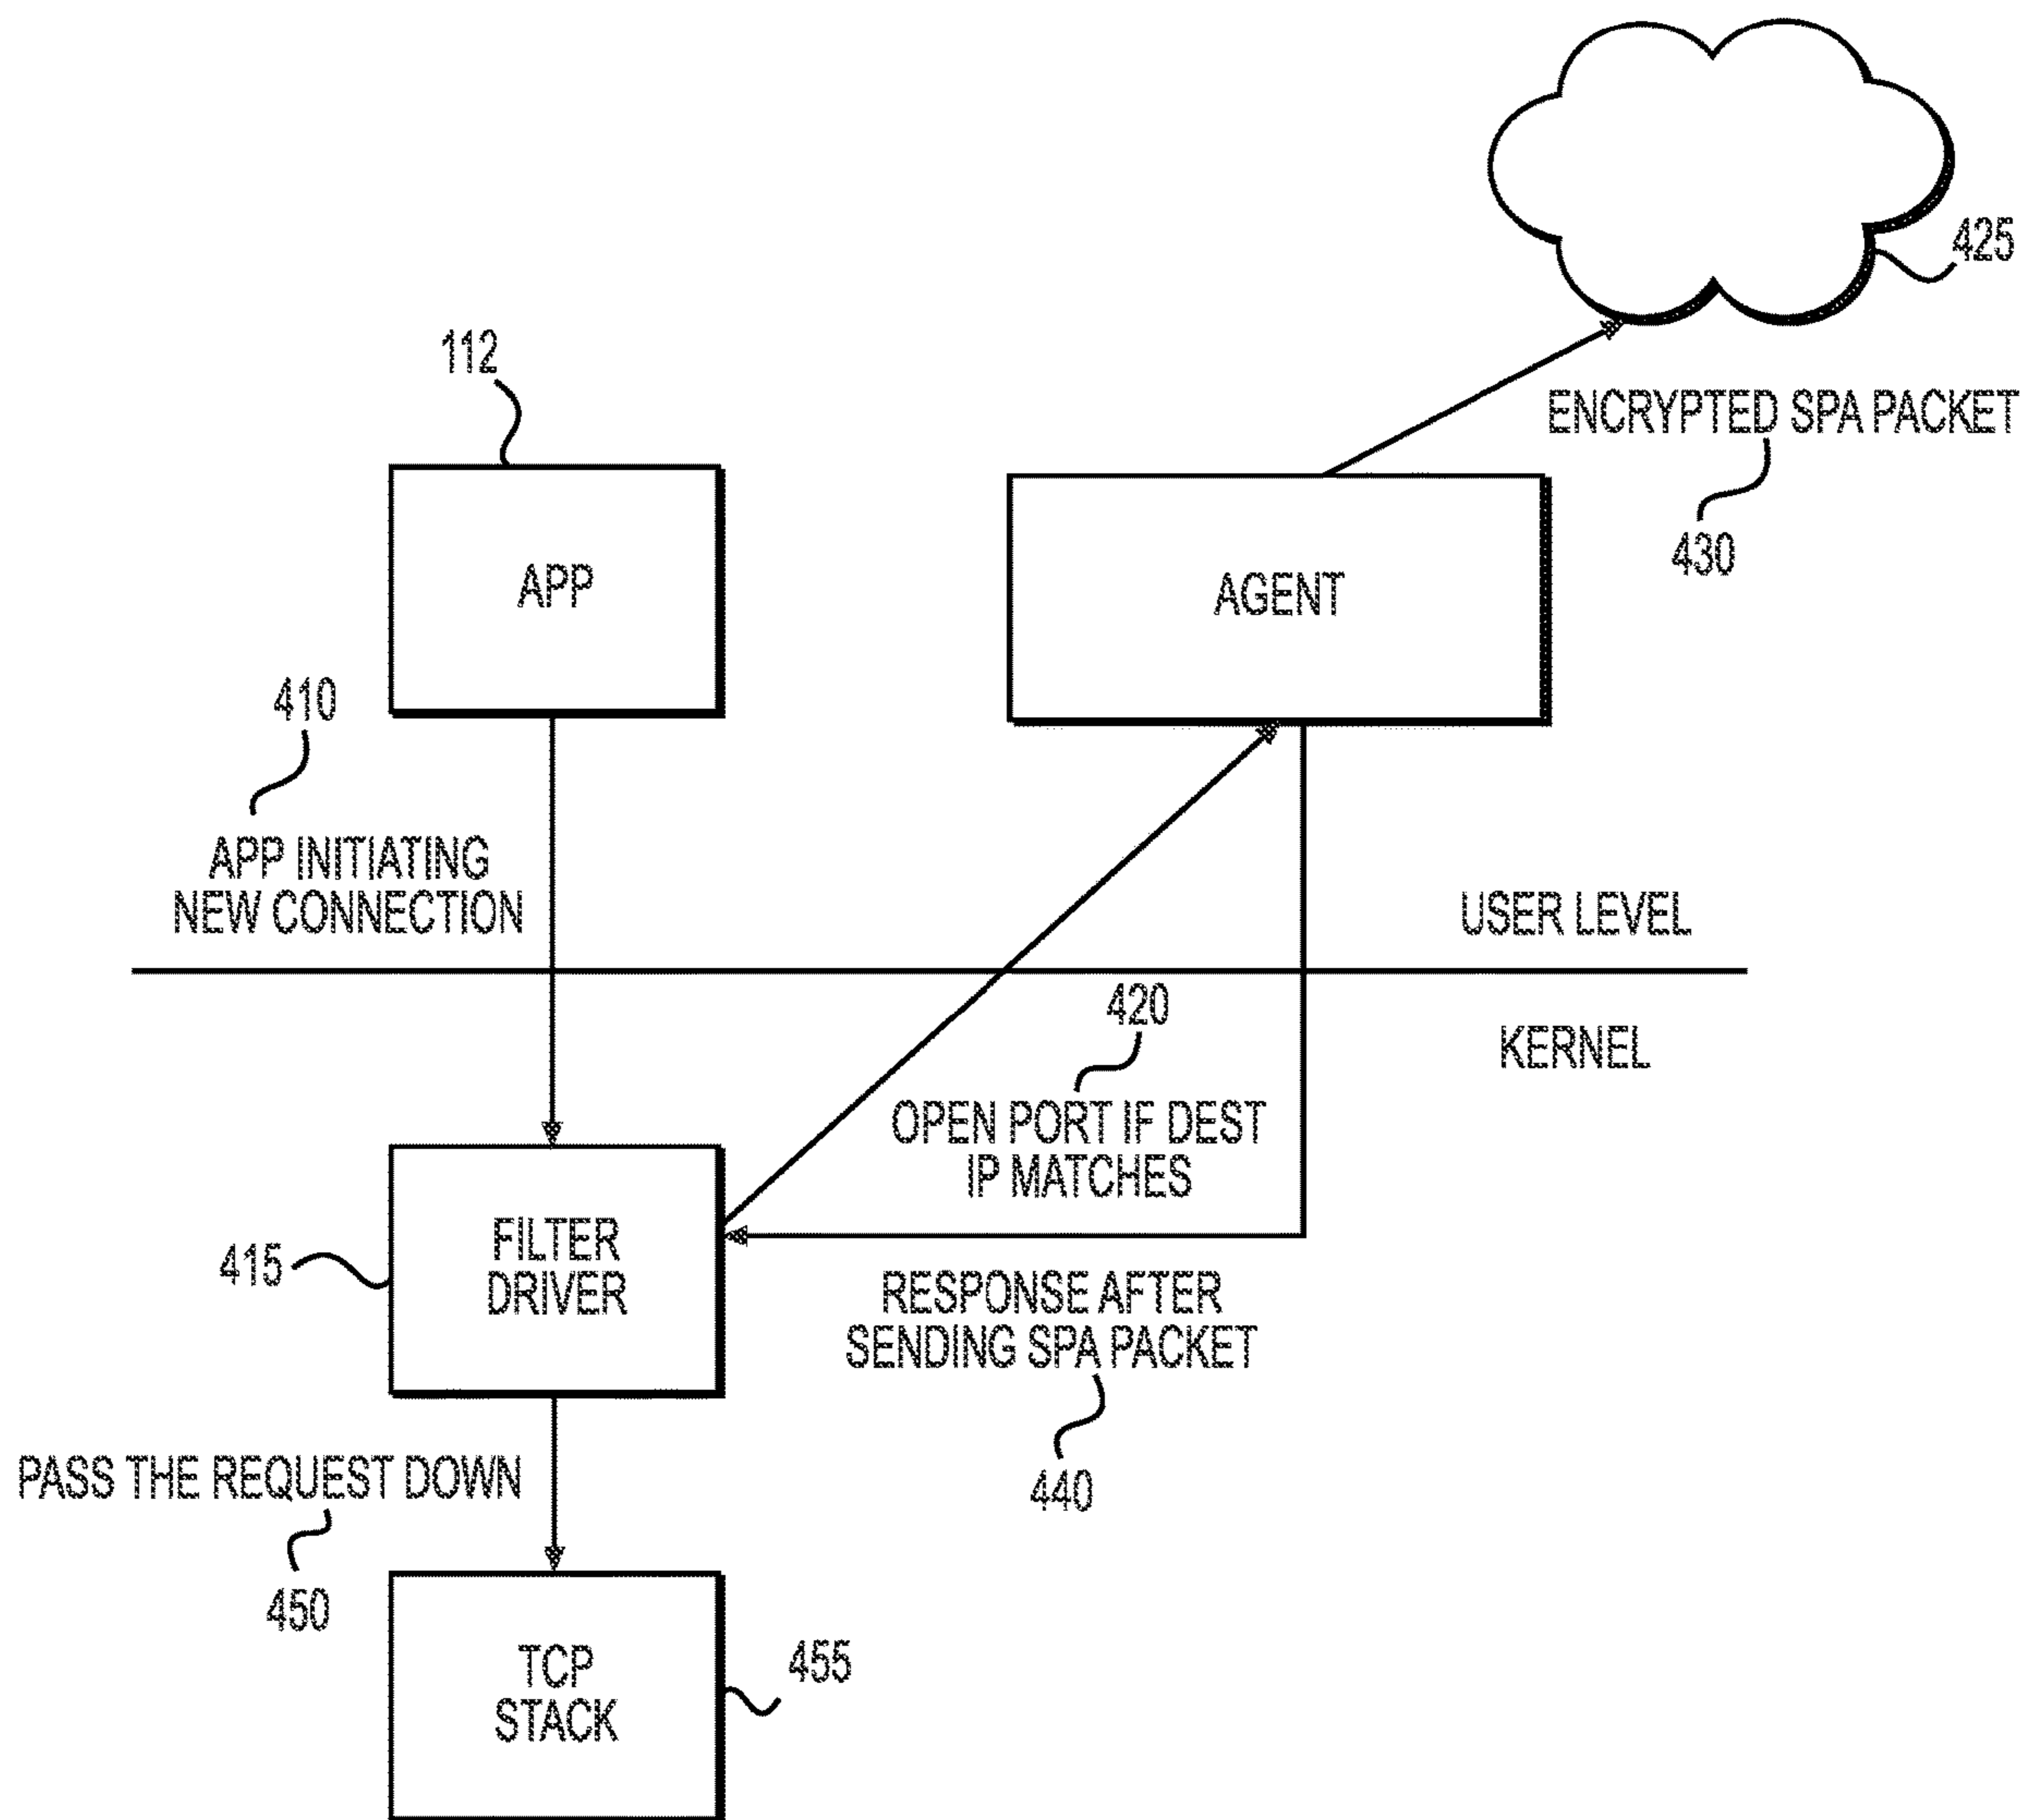 425
112
ENCRYPTED SPA PACKET
430
APP
AGENT
410
APP INITIATING
NEW CONNECTION
USER LEVEL
420
KERNEL
OPEN PORT IF DEST
IP MATCHES
415
FILTER
DRIVER
RESPONSE AFTER
SENDING SPA PACKET
440
PASS THE REQUEST DOWN
450
TCP
STACK
455